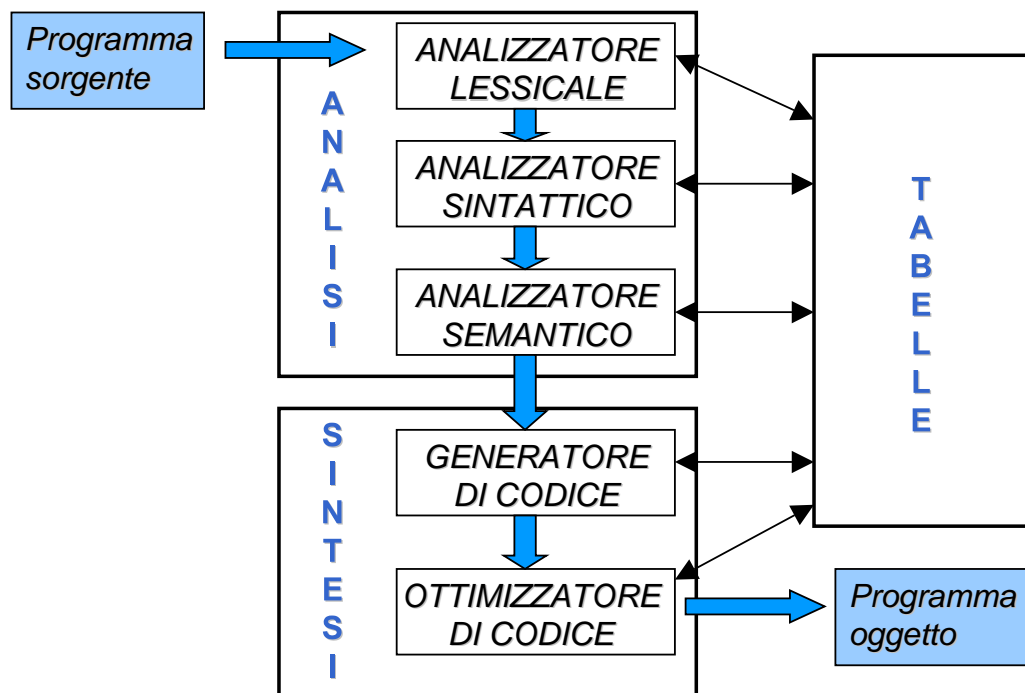 Programma
sorgente
ANALISI
ANALIZZATORE
LESSICALE
ANALIZZATORE
SINTATTICO
ANALIZZATORE
SEMANTICO
TABELLE
SINTESI
GENERATORE
DI CODICE
OTTIMIZZATORE
DI CODICE
Programma
oggetto